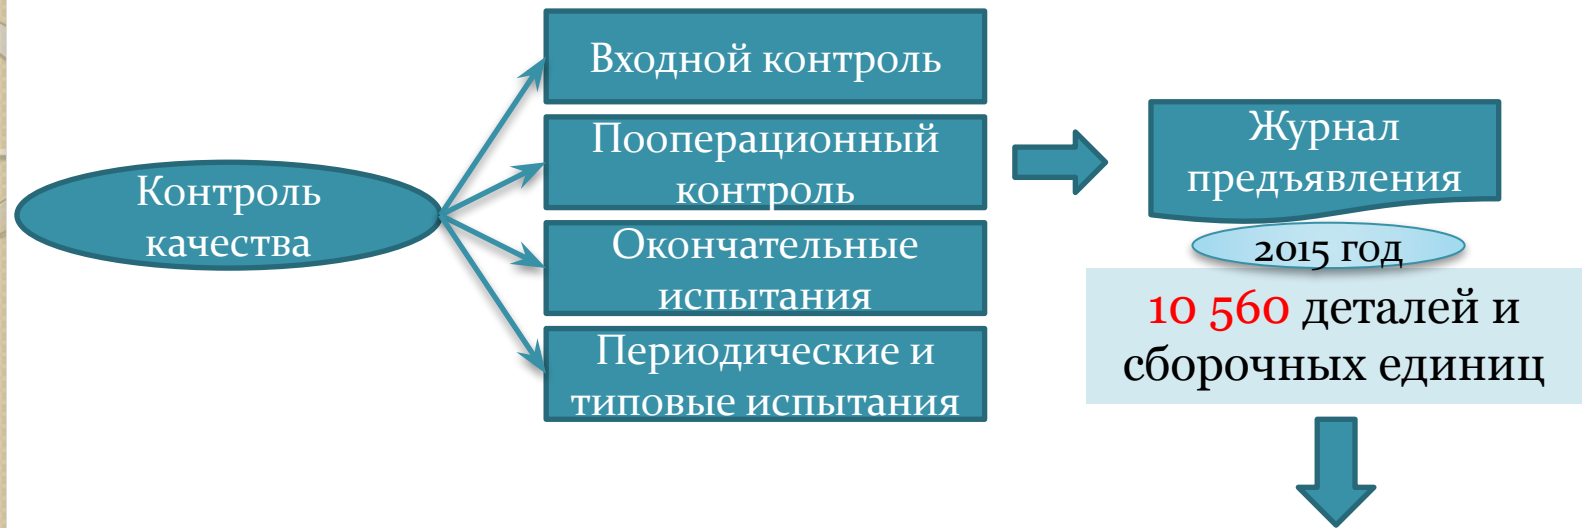 Контроль
качества
Входной контроль
Пооперационный
контроль
Окончательные
испытания
Периодические и
типовые испытания
Журнал
предъявления
2015 год
10 560 деталей и
сборочных единиц